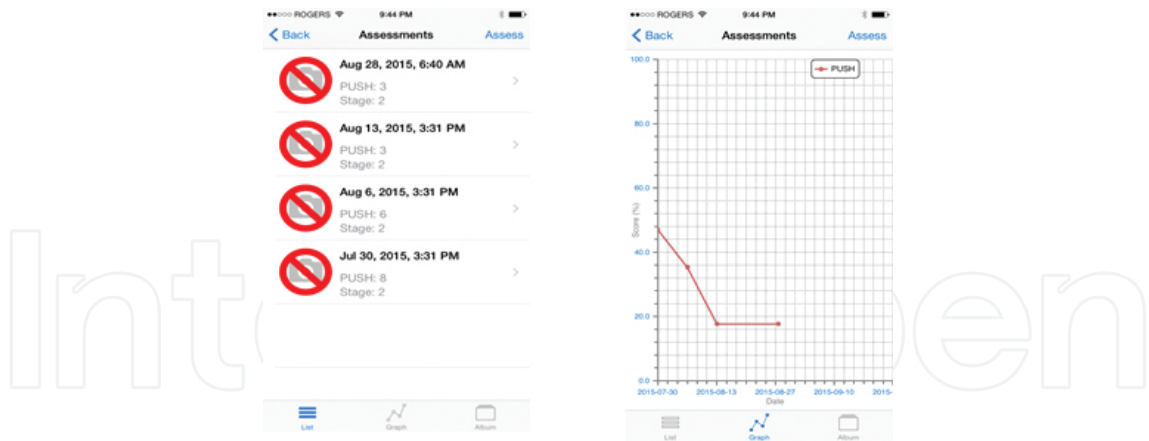 ROGERS 9:44 PM
Back Assessments Assess
Aug 28, 2015, 6:40 AM
PUSH: 3
Stage: 2
Aug 13, 2015, 3:31 PM
PUSH: 3
Stage: 2
Aug 6, 2015, 3:31 PM
PUSH: 6
Stage: 2
Jul 30, 2015, 3:31 PM
PUSH: 8
Stage: 2
List Graph Album
ROGERS 9:44 PM
Back Assessments Assess
100.0
PUSH
80.0
60.0
Score (%)
40.0
20.0
0.0
2015-07-30 2015-08-13 2015-08-27 2015-09-10 2015-
Date
List Graph Album
Int
pen